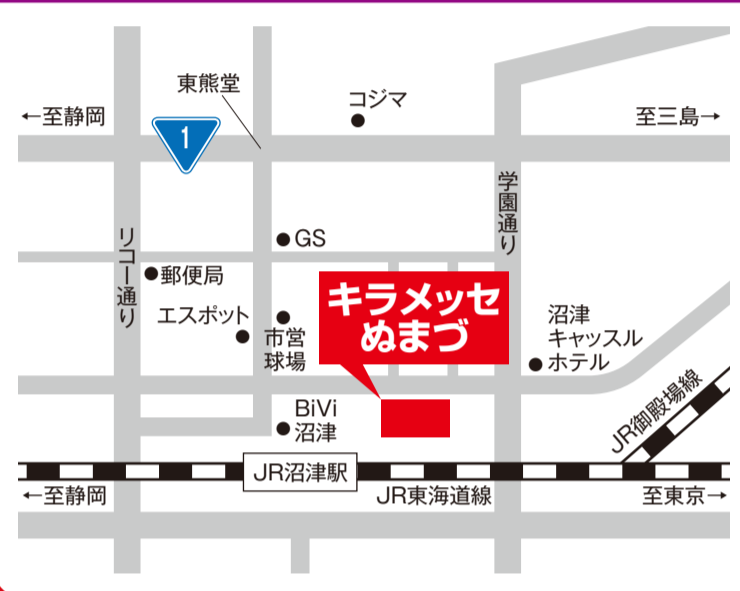 東熊堂
コジマ
←至静岡
至三島→
1
学園通り
リコー通り
GS
郵便局
エスポット
市営
球場
キラメッセ
ぬまづ
沼津
キャッスル
ホテル
BiVi
沼津
JR御殿場線
JR沼津駅
←至静岡
JR東海道線
至東京→